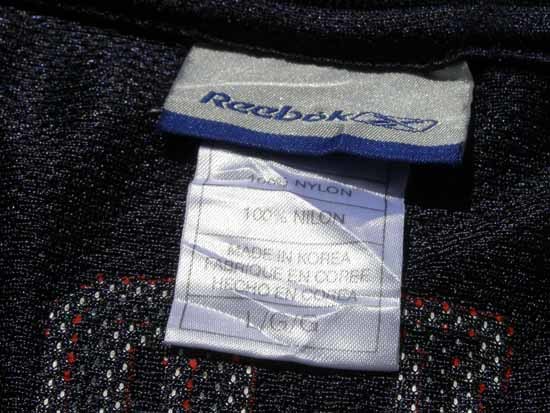 Reebok
100% NYLON
100% NILON
MADE IN KOREA
FABRIQUE EN COREE
HECHO EN COREA
L/G/G